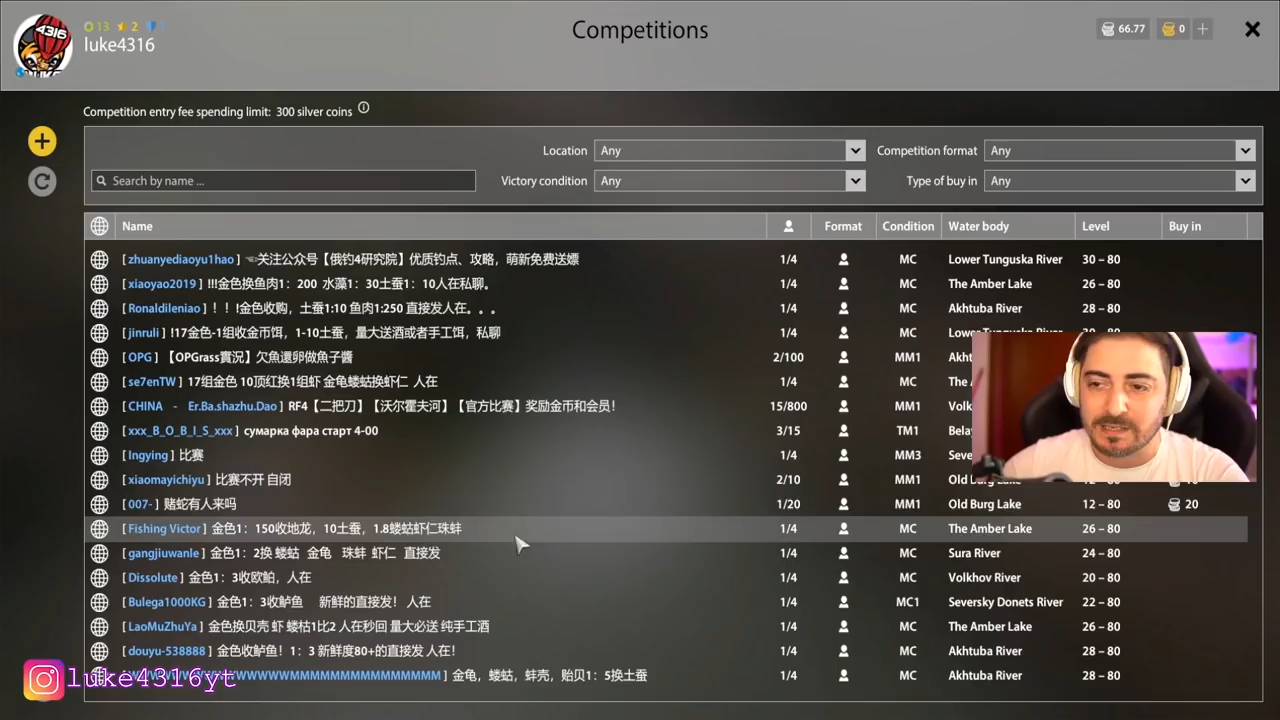 4316
13 2
luke4316
Competitions
66.77
0
Competition entry fee spending limit: 300 silver coins
Location Any Competition format Any
Search by name ... Victory condition Any Type of buy in Any
Name Format Condition Water body Level Buy in
[ zhuanyediaoyu1hao ] ☜关注公众号【俄钓4研究院】优质钓点、攻略，萌新免费送嫖 1/4 MC Lower Tunguska River 30 – 80
[ xiaoyao2019 ] !!!金色换鱼肉1：200 水藻1：30土蚕1：10人在私聊。 1/4 MC The Amber Lake 26 – 80
[ Ronaldileniao ] ！！!金色收购，土蚕1:10 鱼肉1:250 直接发人在。。。 1/4 MC Akhtuba River 28 – 80
[ jinruli ] !17金色-1组收金币饵，1-10土蚕，量大送酒或者手工饵，私聊 1/4 MC Lower Tunguska River 30 – 80
[ OPG ] 【OPGrass實況】欠魚還卵做魚子醬 2/100 MM1
[ se7enTW ] 17组金色 10顶红换1组虾 金龟蝼蛄换虾仁 人在 1/4 MC The
[ CHINA - Er.Ba.shazhu.Dao ] RF4【二把刀】【沃尔霍夫河】【官方比赛】奖励金币和会员！ 15/800 MM1
[ xxx_B_O_B_I_S_xxx ] сумарка фара старт 4-00 3/15 TM1
[ Ingying ] 比赛 1/4 MM3
[ xiaomayichiyu ] 比赛不开 自闭 2/10 MM1 Old Burg Lake
[ 007- ] 赌蛇有人来吗 1/20 MM1 Old Burg Lake 12 – 80 20
[ Fishing Victor ] 金色1：150收地龙，10土蚕，1.8蝼蛄虾仁珠蚌 1/4 MC The Amber Lake 26 – 80
[ gangjiuwanle ] 金色1：2换 蝼蛄 金龟 珠蚌 虾仁 直接发 1/4 MC Sura River 24 – 80
[ Dissolute ] 金色1：3收欧鲌，人在 1/4 MC Volkhov River 20 – 80
[ Bulega1000KG ] 金色1：3收鲈鱼 新鲜的直接发！ 人在 1/4 MC1 Seversky Donets River 22 – 80
[ LaoMuZhuYa ] 金色换贝壳 虾 蝼枯1比2 人在秒回 量大必送 纯手工酒 1/4 MC The Amber Lake 26 – 80
[ douyu-538888 ] 金色收鲈鱼！1：3 新鲜度80+的直接发 人在！ 1/4 MC Akhtuba River 28 – 80
金龟，蝼蛄，蚌壳，贻贝1：5换土蚕 1/4 MC Akhtuba River 28 – 80
luke4316yt